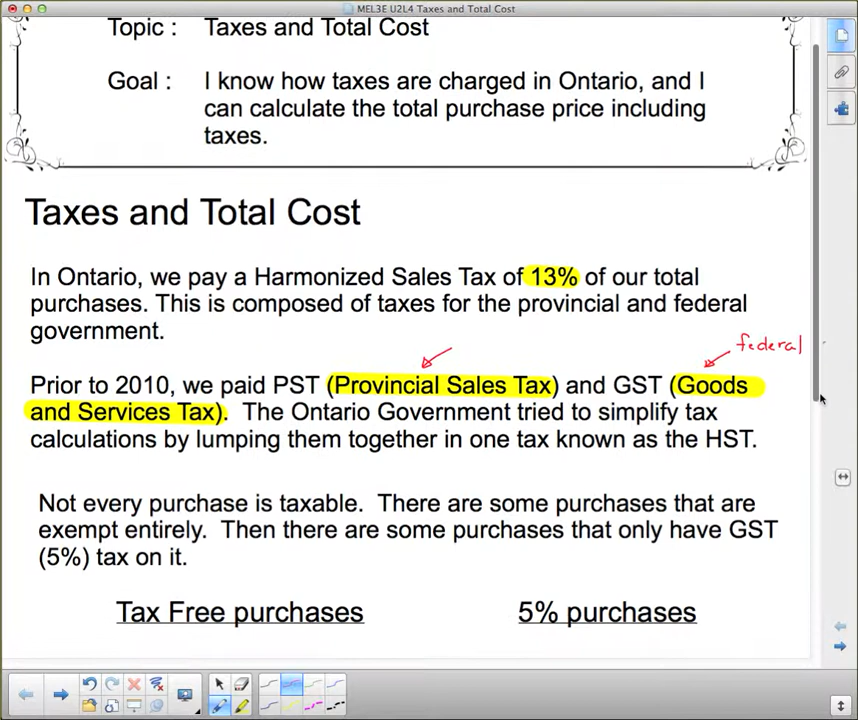 MEL3E U2L4 Taxes and Total Cost
Topic : Taxes and Total Cost
Goal : I know how taxes are charged in Ontario, and I
can calculate the total purchase price including
taxes.
Taxes and Total Cost
In Ontario, we pay a Harmonized Sales Tax of 13% of our total
purchases. This is composed of taxes for the provincial and federal
government.
federal
Prior to 2010, we paid PST (Provincial Sales Tax) and GST (Goods
and Services Tax). The Ontario Government tried to simplify tax
calculations by lumping them together in one tax known as the HST.
Not every purchase is taxable. There are some purchases that are
exempt entirely. Then there are some purchases that only have GST
(5%) tax on it.
Tax Free purchases 5% purchases